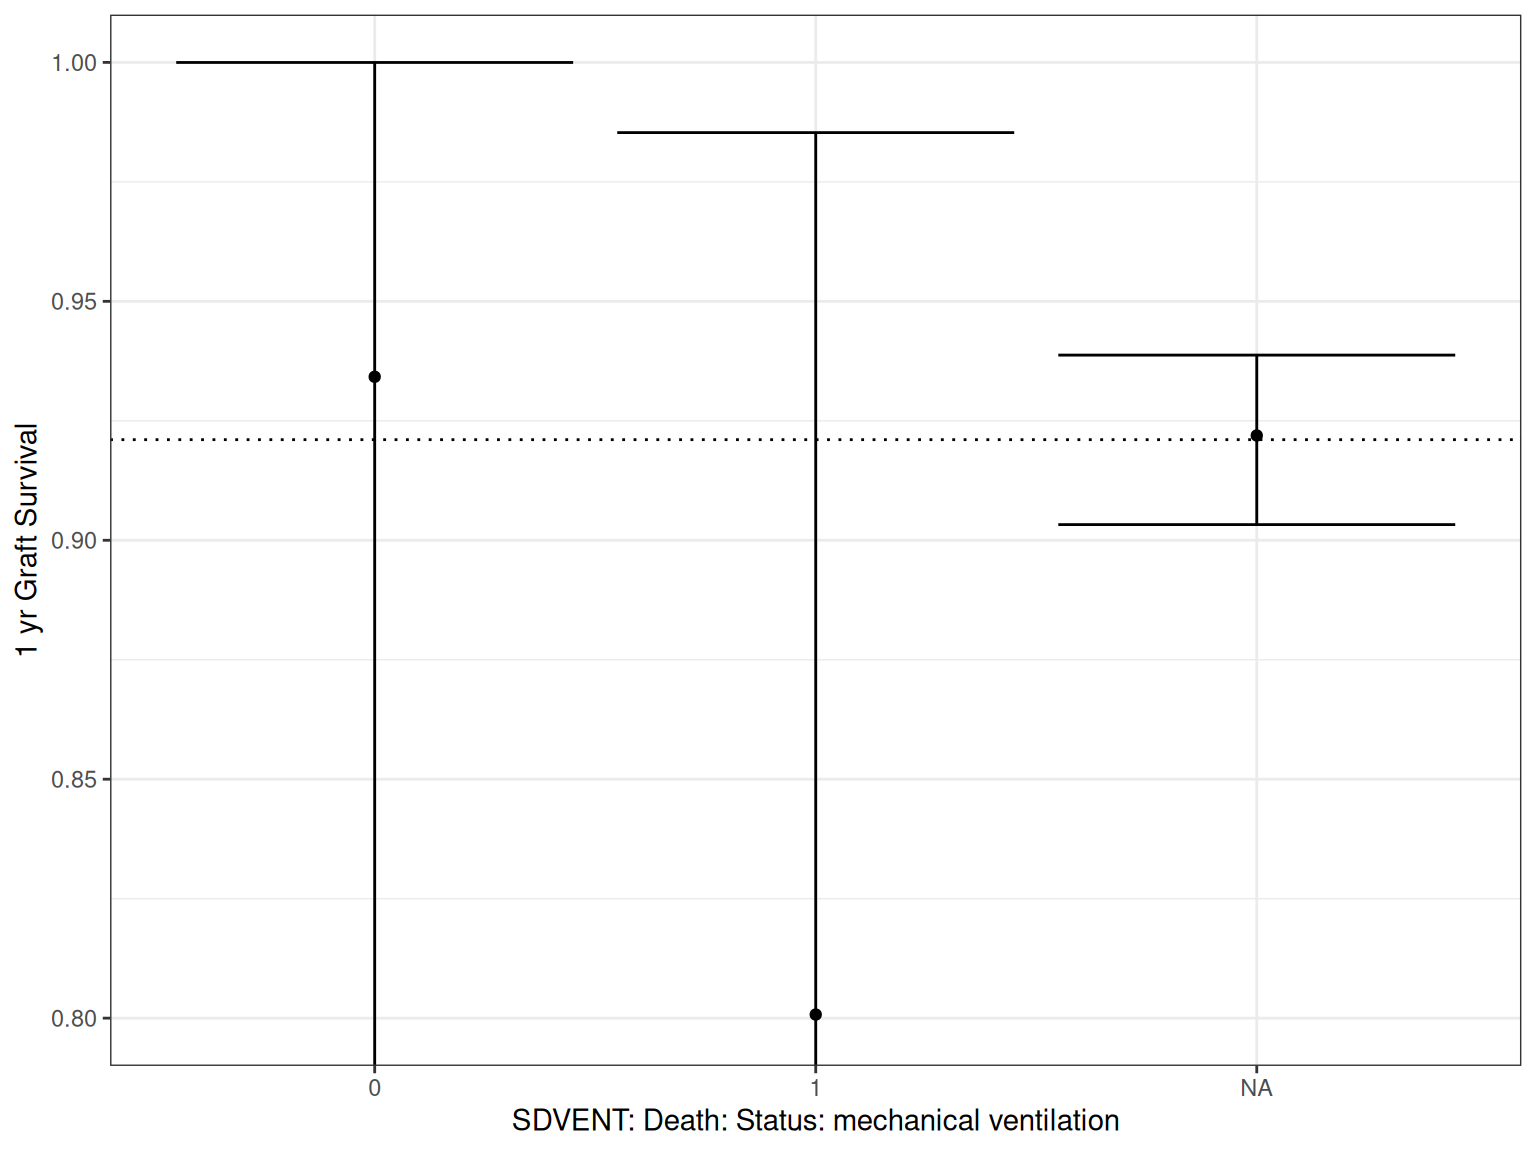 1.00
0.95
0.90
0.85
0.80
1 yr Graft Survival
0
1
NA
SDVENT: Death: Status: mechanical ventilation